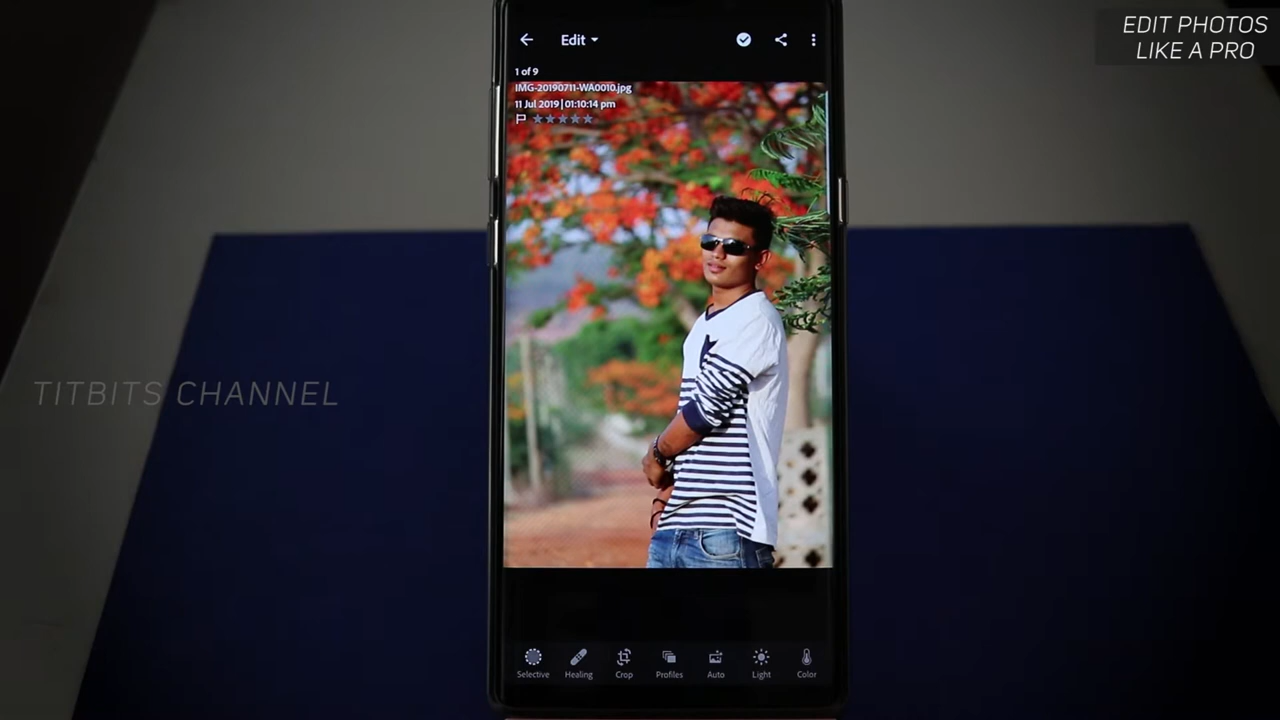 EDIT PHOTOS
LIKE A PRO
Edit
1 of 9
IMG-20190711-WA0010.jpg
11 Jul 2019 | 01:10:14 pm
TITBITS CHANNEL
Selective
Healing
Crop
Profiles
Auto
Light
Color